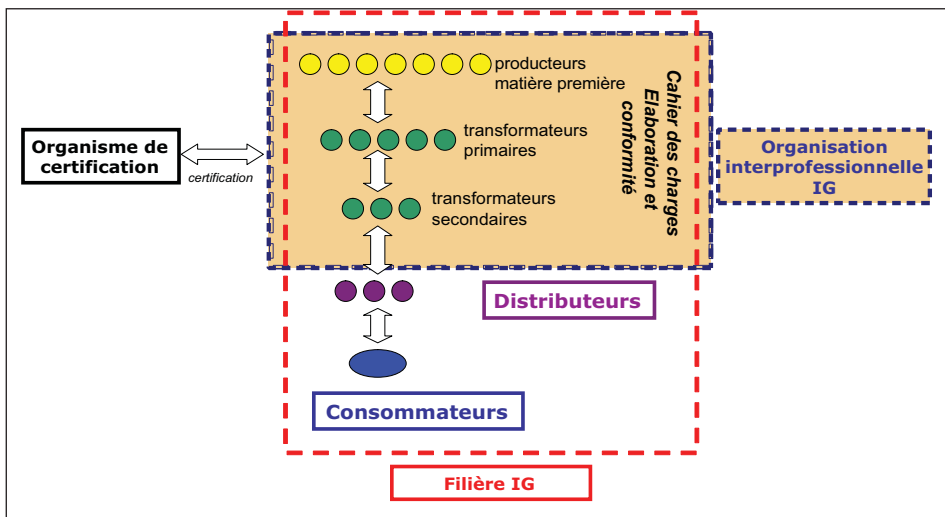 producteurs
matière première
transformateurs
primaires
transformateurs
secondaires
Cahier des charges
Elaboration et
conformité
Organisme de
certification
certification
Organisation
interprofessionnelle
IG
Distributeurs
Consommateurs
Filière IG